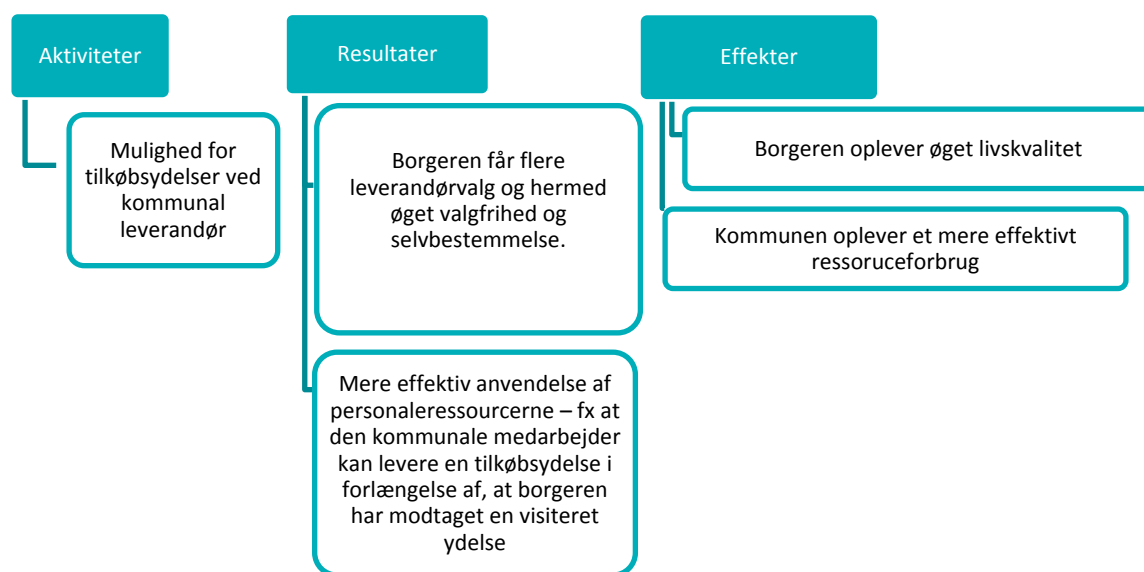 Aktiviteter
Mulighed for
tilkøbsydelser ved
kommunal
leverandør
Resultater
Borgeren får flere
leverandørvalg og hermed
øget valgfrihed og
selvbestemmelse.
Mere effektiv anvendelse af
personaleressourcerne – fx at
den kommunale medarbejder
kan levere en tilkøbsydelse i
forlængelse af, at borgeren
har modtaget en visiteret
ydelse
Effekter
Borgeren oplever øget livskvalitet
Kommunen oplever et mere effektivt
ressoruceforbrug